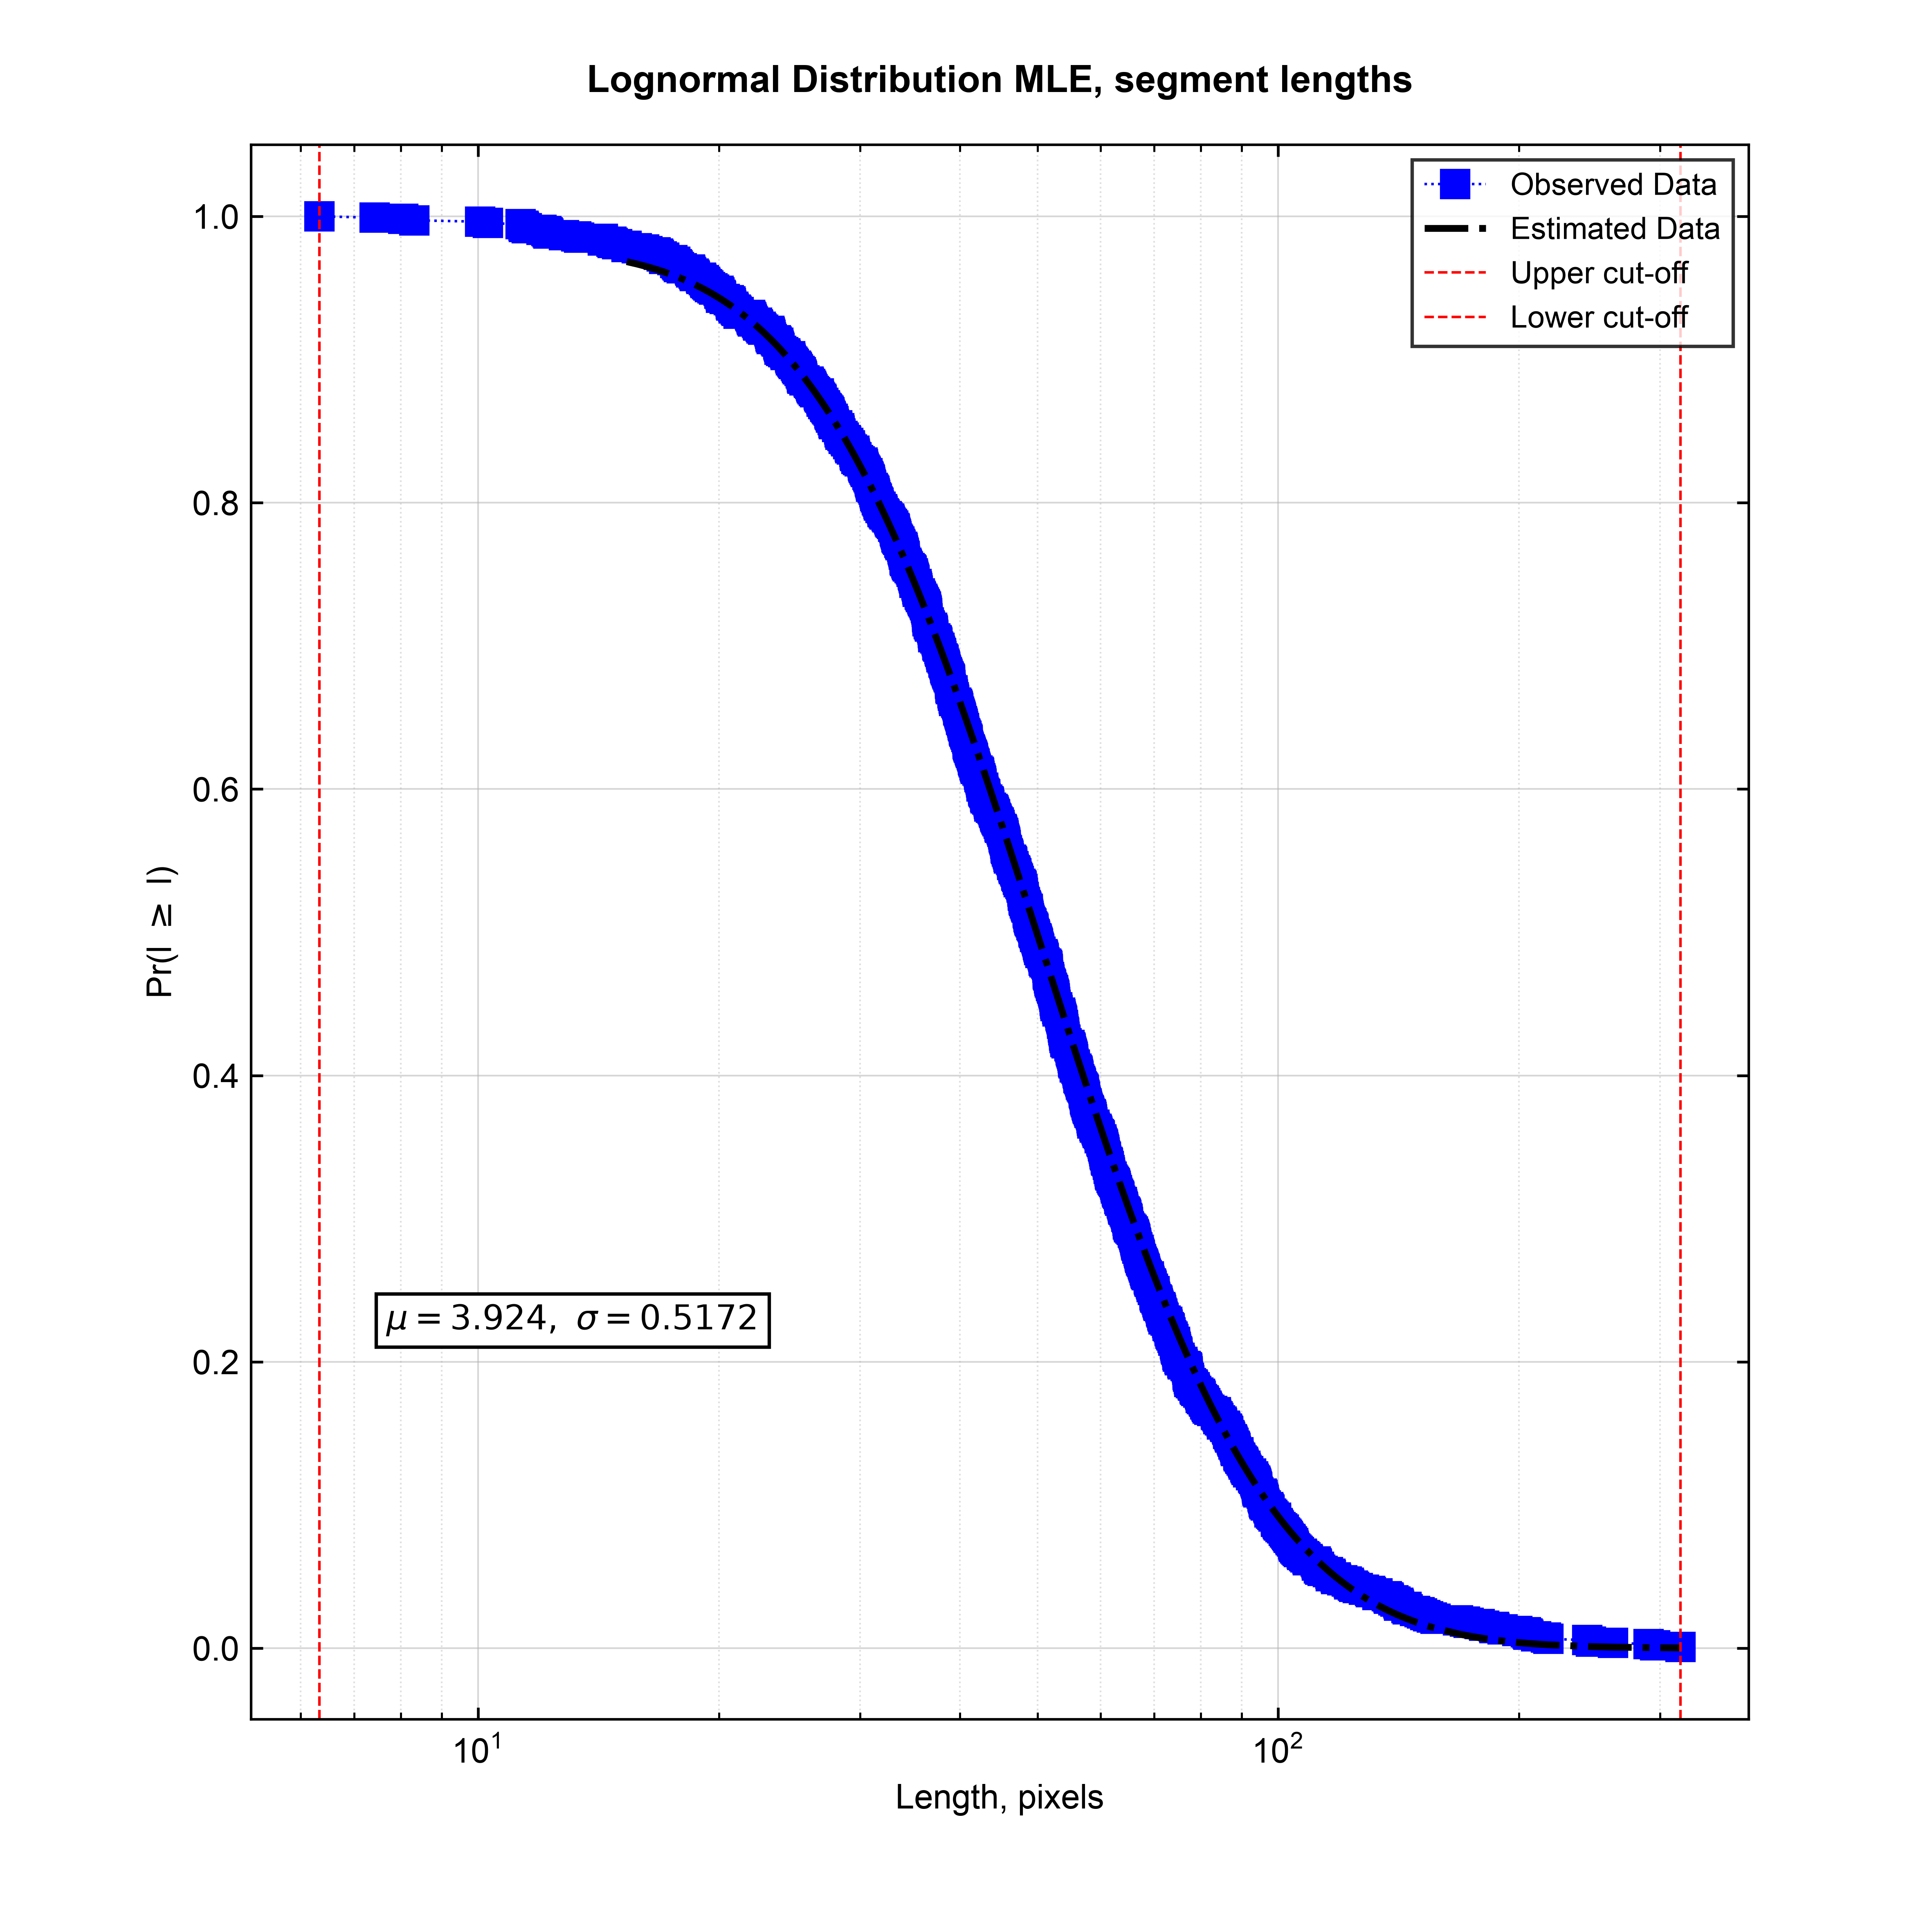 Lognormal Distribution MLE, segment lengths
Observed Data
Estimated Data
Upper cut-off
Lower cut-off
1.0
0.8
0.6
0.4
0.2
0.0
Pr(l ≥ l)
μ = 3.924, σ = 0.5172
10¹
10²
Length, pixels